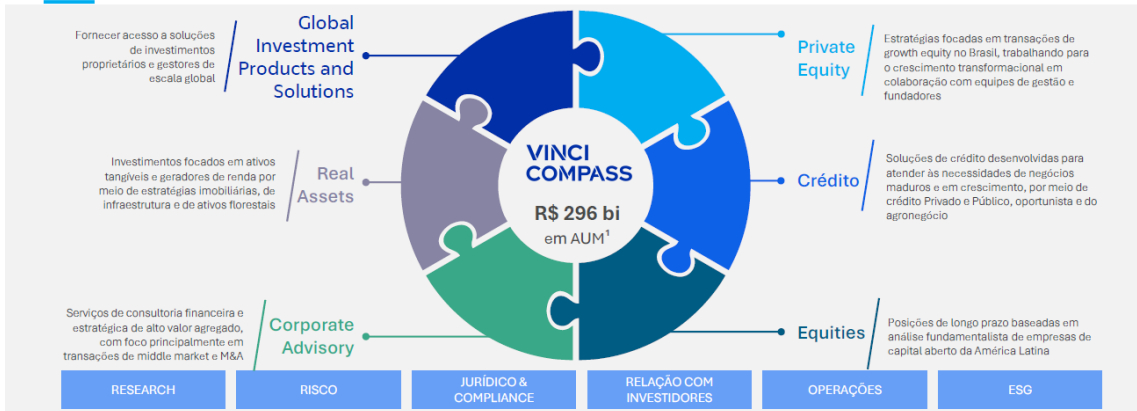 Fornecer acesso a soluções
de investimentos
proprietários e gestores de
escala global
Global
Investment
Products and
Solutions
Private
Equity
Estratégias focadas em transações de
growth equity no Brasil, trabalhando para
o crescimento transformacional em
colaboração com equipes de gestão e
fundadores
Investimentos focados em ativos
tangíveis e geradores de renda por
meio de estratégias imobiliárias, de
infraestrutura e de ativos florestais
Real
Assets
VINCI
COMPASS
R$ 296 bi
em AUM¹
Crédito
Soluções de crédito desenvolvidas para
atender às necessidades de negócios
maduros e em crescimento, por meio de
crédito Privado e Público, oportunista e do
agronegócio
Serviços de consultoria financeira e
estratégica de alto valor agregado,
com foco principalmente em
transações de middle market e M&A
Corporate
Advisory
Equities
Posições de longo prazo baseadas em
análise fundamentalista de empresas de
capital aberto da América Latina
RESEARCH
RISCO
JURÍDICO &
COMPLIANCE
RELAÇÃO COM
INVESTIDORES
OPERAÇÕES
ESG